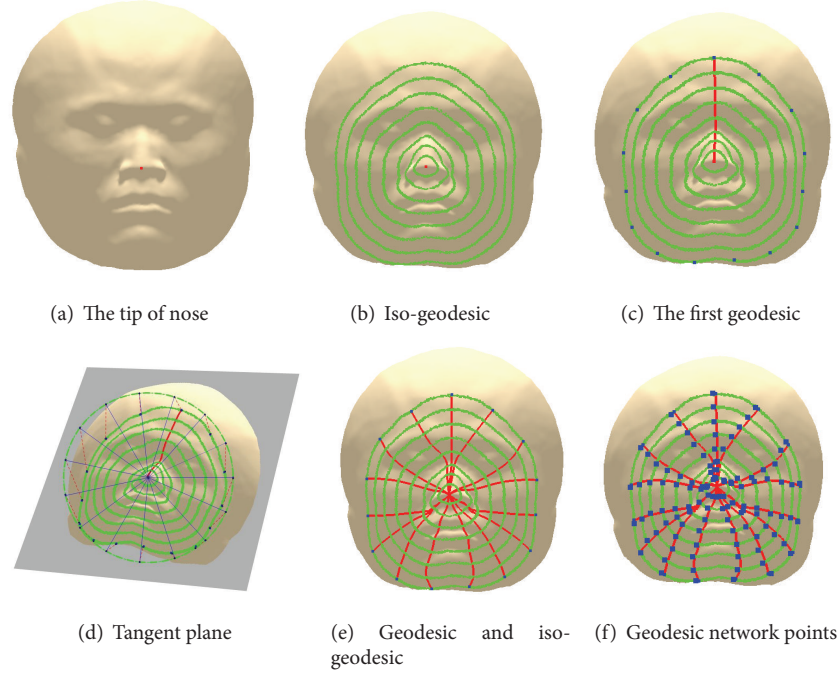 (a) The tip of nose
(b) Iso-geodesic
(c) The first geodesic
(d) Tangent plane
(e) Geodesic and iso-
geodesic
(f) Geodesic network points